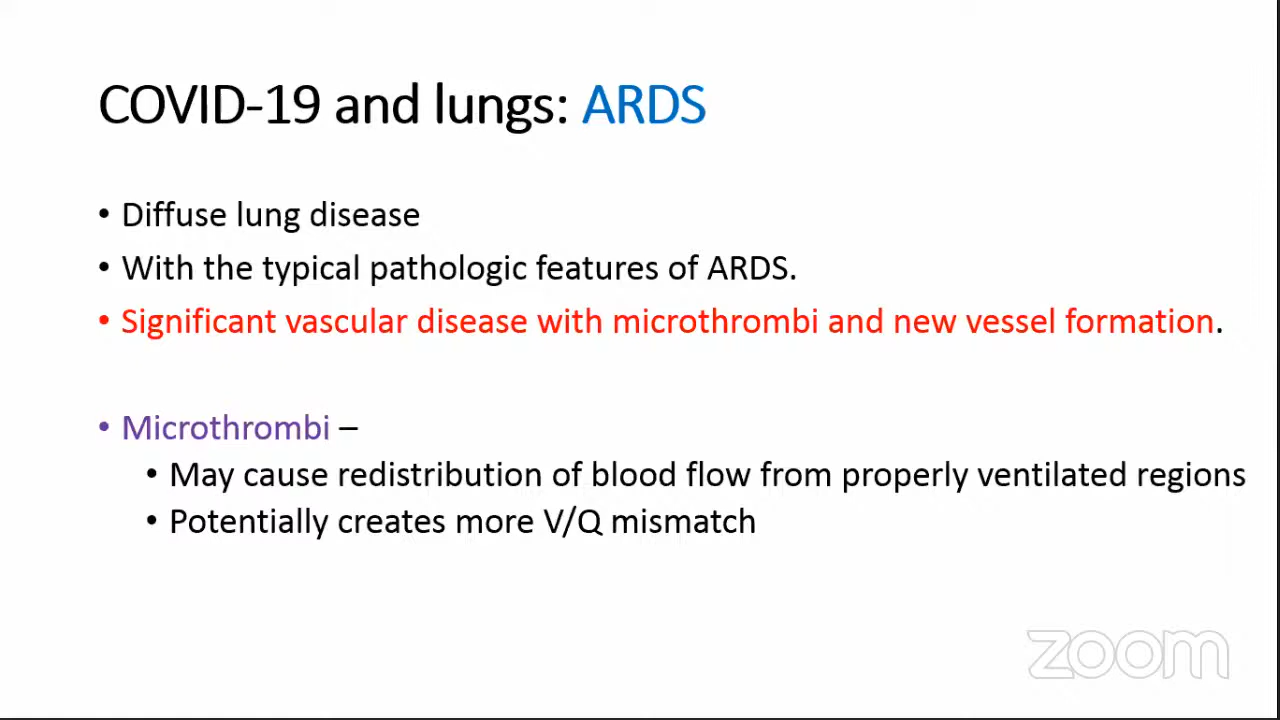 COVID-19 and lungs: ARDS
• Diffuse lung disease
• With the typical pathologic features of ARDS.
• Significant vascular disease with microthrombi and new vessel formation.
• Microthrombi –
• May cause redistribution of blood flow from properly ventilated regions
• Potentially creates more V/Q mismatch
zoom